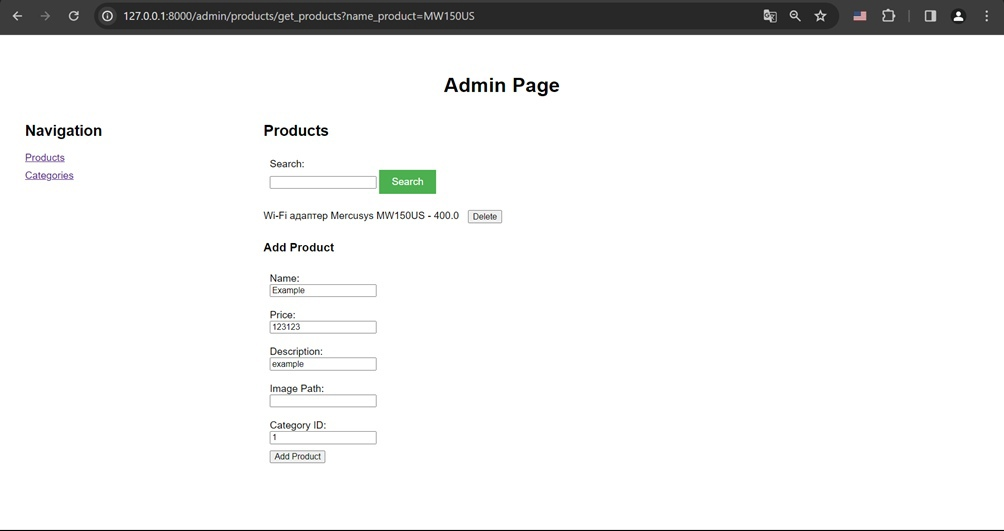 127.0.0.1:8000/admin/products/get_products?name_product=MW150US
Admin Page
Navigation
Products
Categories
Products
Search:
Search
Wi-Fi адаптер Mercusys MW150US - 400.0 Delete
Add Product
Name:
Example
Price:
123123
Description:
example
Image Path:
Category ID:
1
Add Product